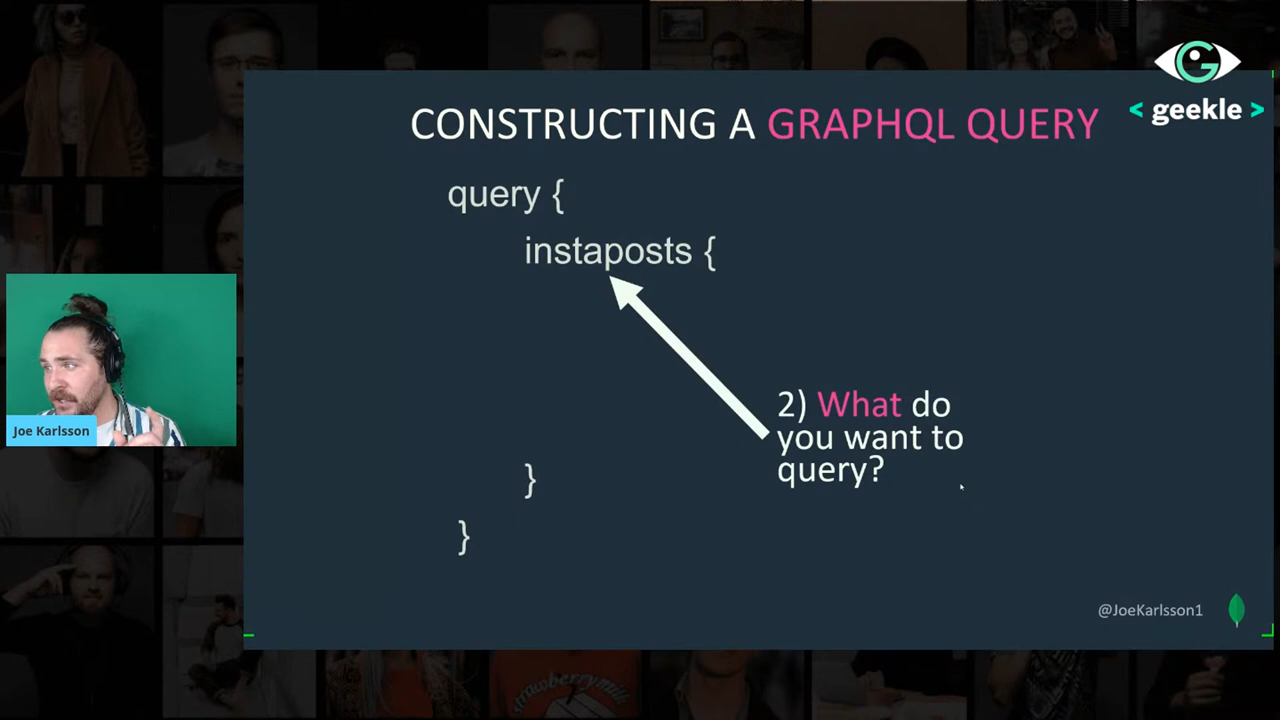 < geekle >
CONSTRUCTING A GRAPHQL QUERY
query {
instaposts {
2) What do
you want to
query?
}
}
Joe Karlsson
@JoeKarlsson1